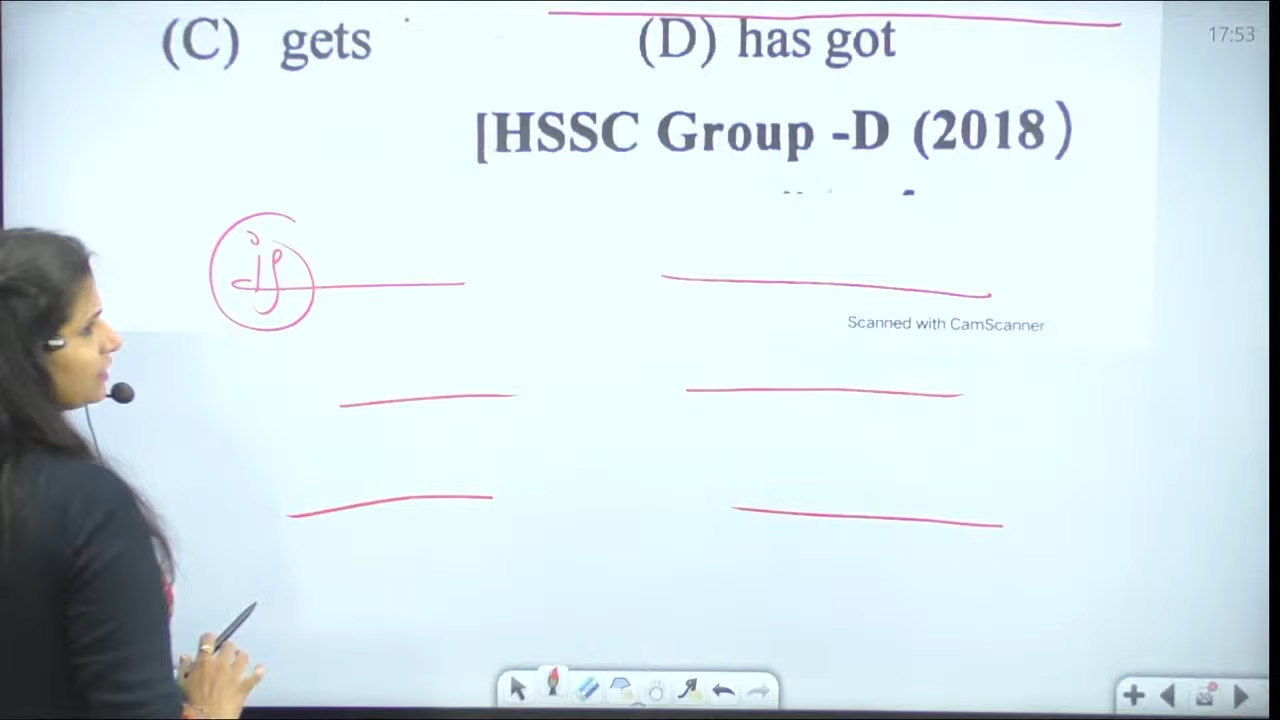 17:53
(C) gets (D) has got
[HSSC Group -D (2018)
if
Scanned with CamScanner